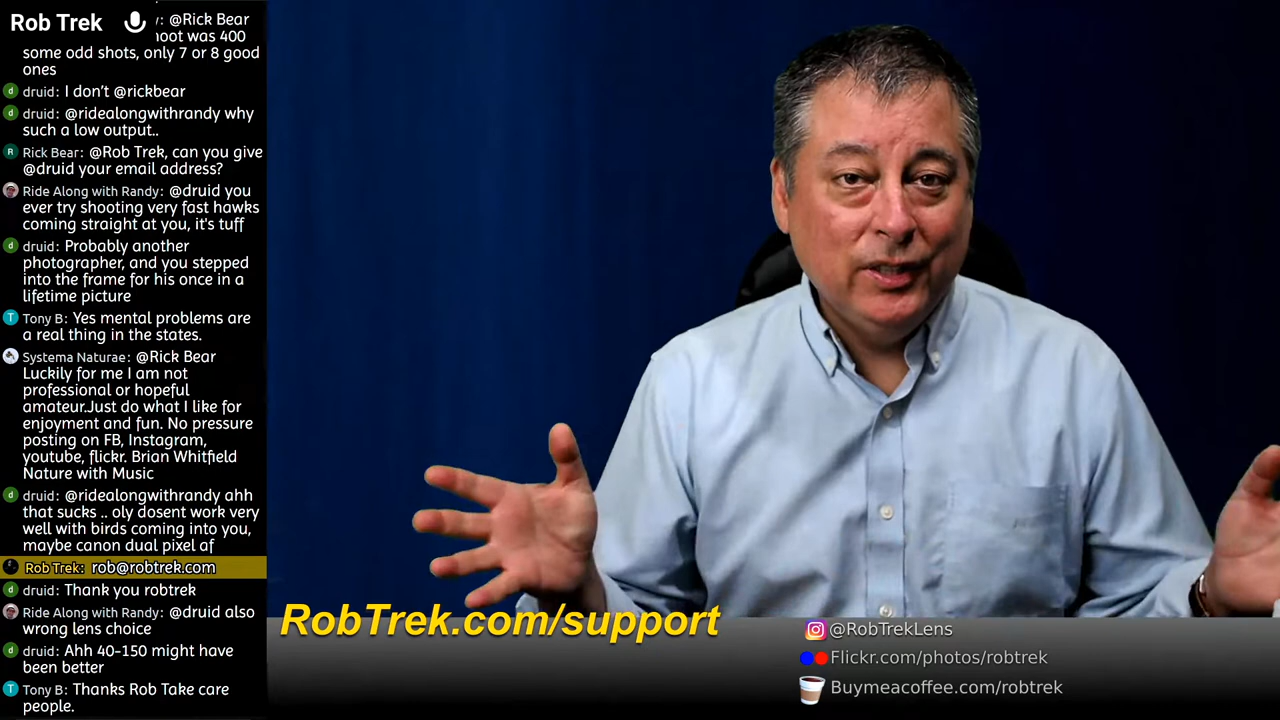 Rob Trek
y: @Rick Bear
hoot was 400
some odd shots, only 7 or 8 good
ones
d druid: I don't @rickbear
d druid: @ridealongwithrandy why
such a low output..
R Rick Bear: @Rob Trek, can you give
@druid your email address?
Ride Along with Randy: @druid you
ever try shooting very fast hawks
coming straight at you, it's tuff
d druid: Probably another
photographer, and you stepped
into the frame for his once in a
lifetime picture
T Tony B: Yes mental problems are
a real thing in the states.
Systema Naturae: @Rick Bear
Luckily for me I am not
professional or hopeful
amateur.Just do what I like for
enjoyment and fun. No pressure
posting on FB, Instagram,
youtube, flickr. Brian Whitfield
Nature with Music
d druid: @ridealongwithrandy ahh
that sucks .. oly dosent work very
well with birds coming into you,
maybe canon dual pixel af
Rob Trek: rob@robtrek.com
d druid: Thank you robtrek
Ride Along with Randy: @druid also
wrong lens choice
d druid: Ahh 40-150 might have
been better
T Tony B: Thanks Rob Take care
people.
RobTrek.com/support
@RobTrekLens
Flickr.com/photos/robtrek
Buymeacoffee.com/robtrek